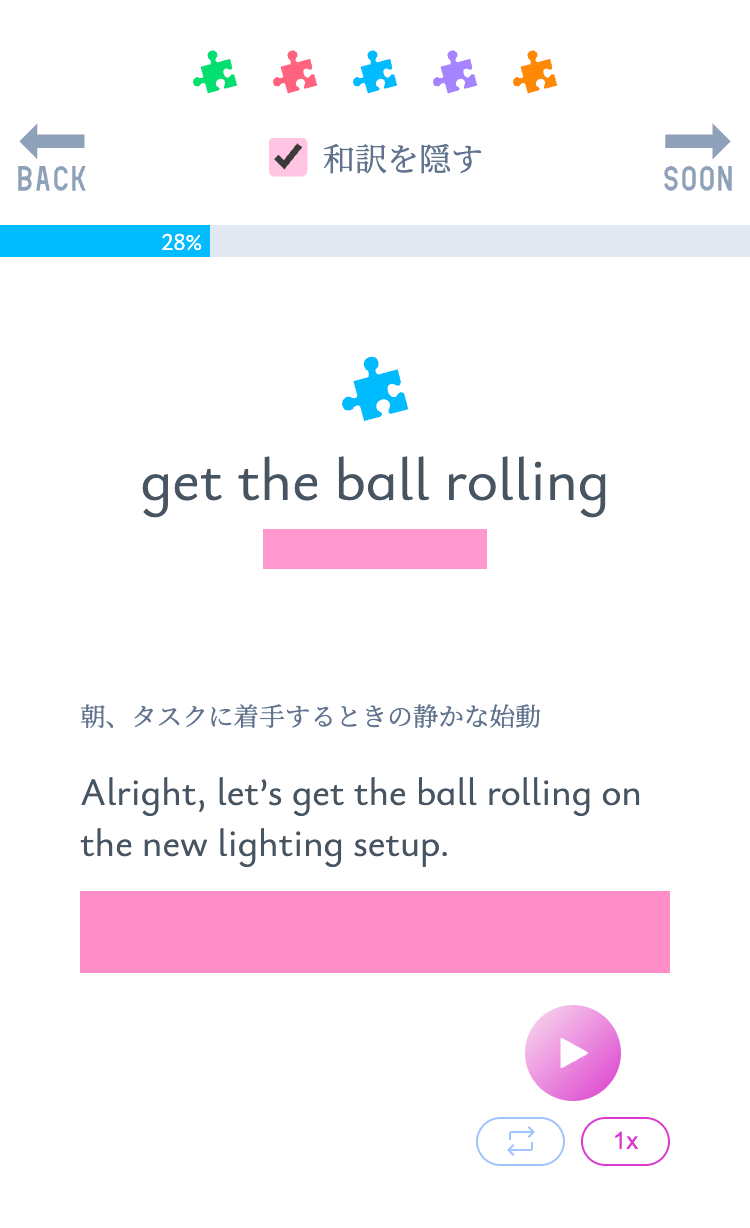 和訳を隠す
BACK
SOON
28%
get the ball rolling
朝、タスクに着手するときの静かな始動
Alright, let’s get the ball rolling on
the new lighting setup.
1x